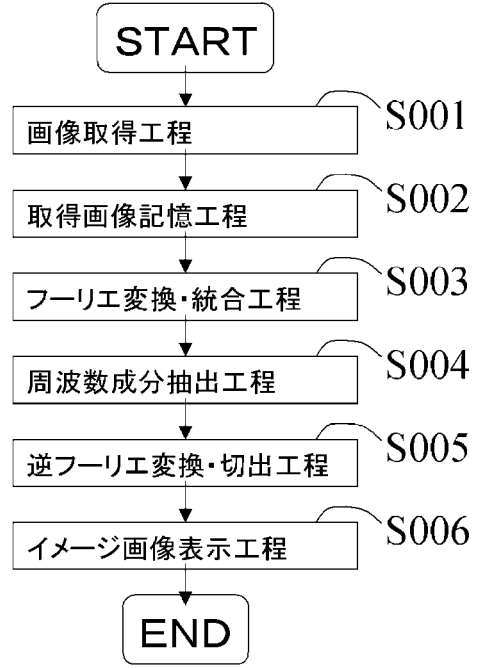 START
画像取得工程
S001
取得画像記憶工程
S002
フーリエ変換・統合工程
S003
周波数成分抽出工程
S004
逆フーリエ変換・切出工程
S005
イメージ画像表示工程
S006
END